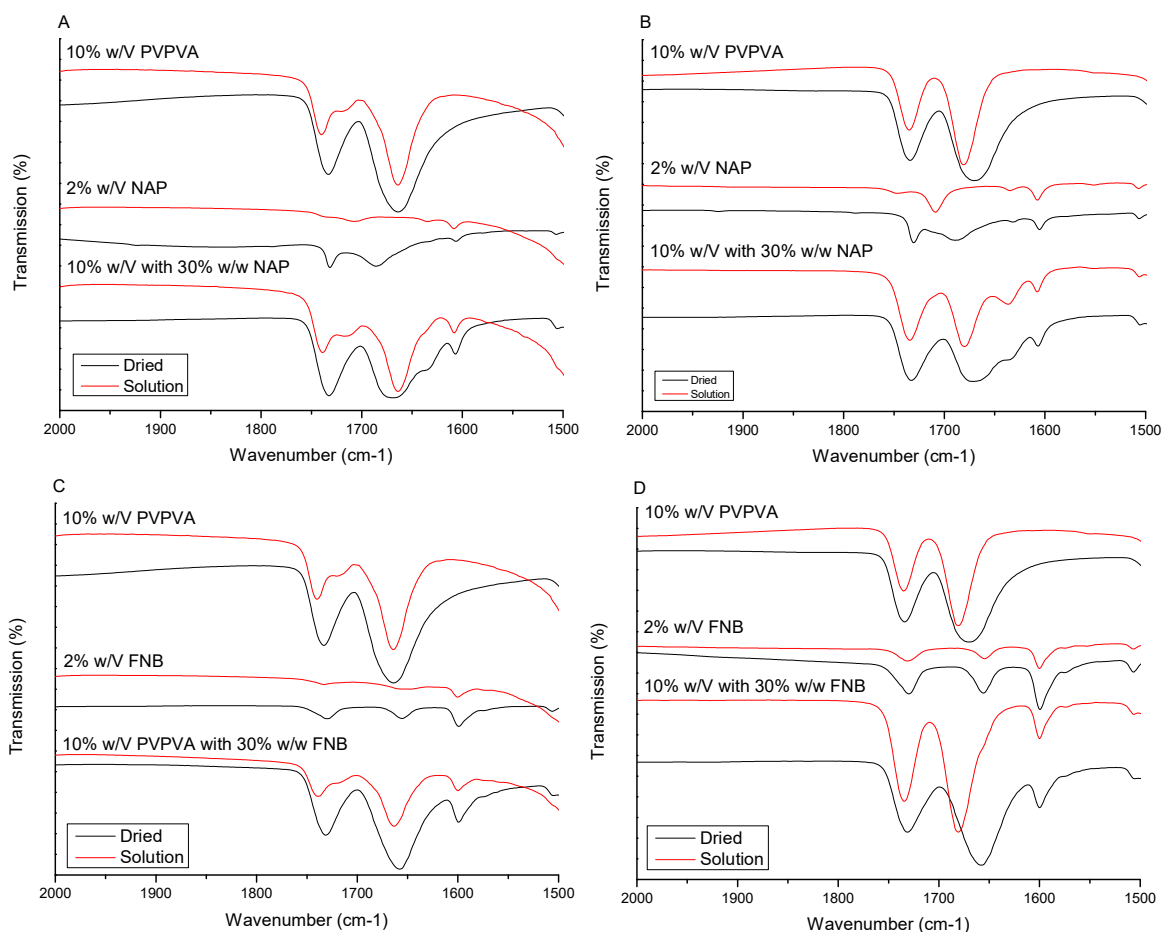 A
10% w/V PVPVA
2% w/V NAP
10% w/V with 30% w/w NAP
Dried
Solution
Transmission (%)
2000 1900 1800 1700 1600 1500
Wavenumber (cm-1)
B
10% w/V PVPVA
2% w/V NAP
10% w/V with 30% w/w NAP
Dried
Solution
Transmission (%)
2000 1900 1800 1700 1600 1500
Wavenumber (cm-1)
C
10% w/V PVPVA
2% w/V FNB
10% w/V PVPVA with 30% w/w FNB
Dried
Solution
Transmission (%)
2000 1900 1800 1700 1600 1500
Wavenumber (cm-1)
D
10% w/V PVPVA
2% w/V FNB
10% w/V with 30% w/w FNB
Dried
Solution
Transmission (%)
2000 1900 1800 1700 1600 1500
Wavenumber (cm-1)